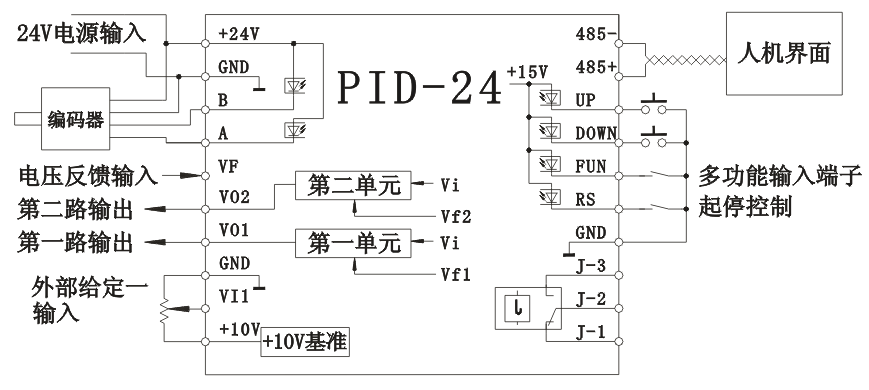 24V电源输入
编码器
电压反馈输入
第二路输出
第一路输出
外部给定一
输入
+24V
GND
B
A
VF
VO2
VO1
GND
VI1
+10V
+10V基准
PID-24
第二单元
Vi
Vf2
第一单元
Vi
Vf1
+15V
485-
485+
UP
DOWN
FUN
RS
GND
J-3
J-2
J-1
J
人机界面
多功能输入端子
起停控制